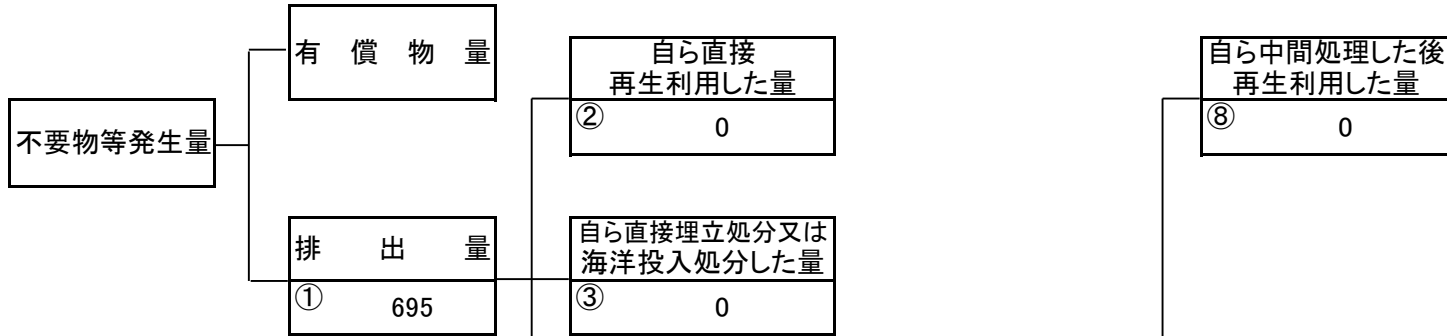 有償物量
自ら直接
再生利用した量
② 0
自ら中間処理した後
再生利用した量
⑧ 0
不要物等発生量
排出量
① 695
自ら直接埋立処分又は
海洋投入処分した量
③ 0